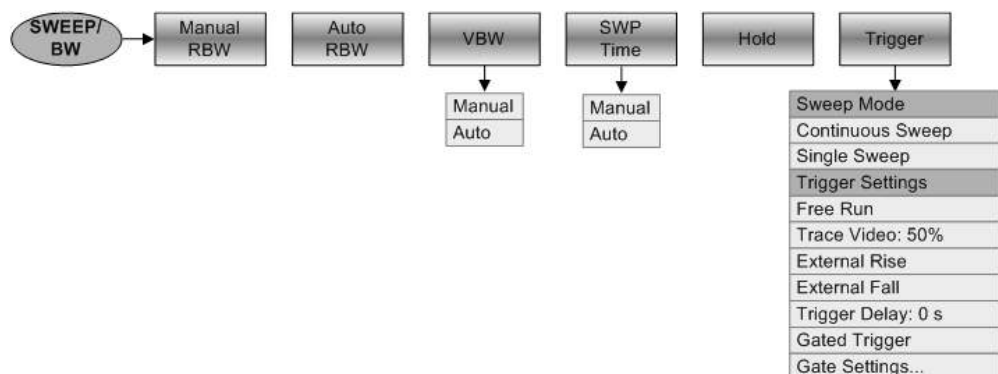 SWEEP/
BW
Manual
RBW
Auto
RBW
VBW
SWP
Time
Hold
Trigger
Manual
Auto
Manual
Auto
Sweep Mode
Continuous Sweep
Single Sweep
Trigger Settings
Free Run
Trace Video: 50%
External Rise
External Fall
Trigger Delay: 0 s
Gated Trigger
Gate Settings...